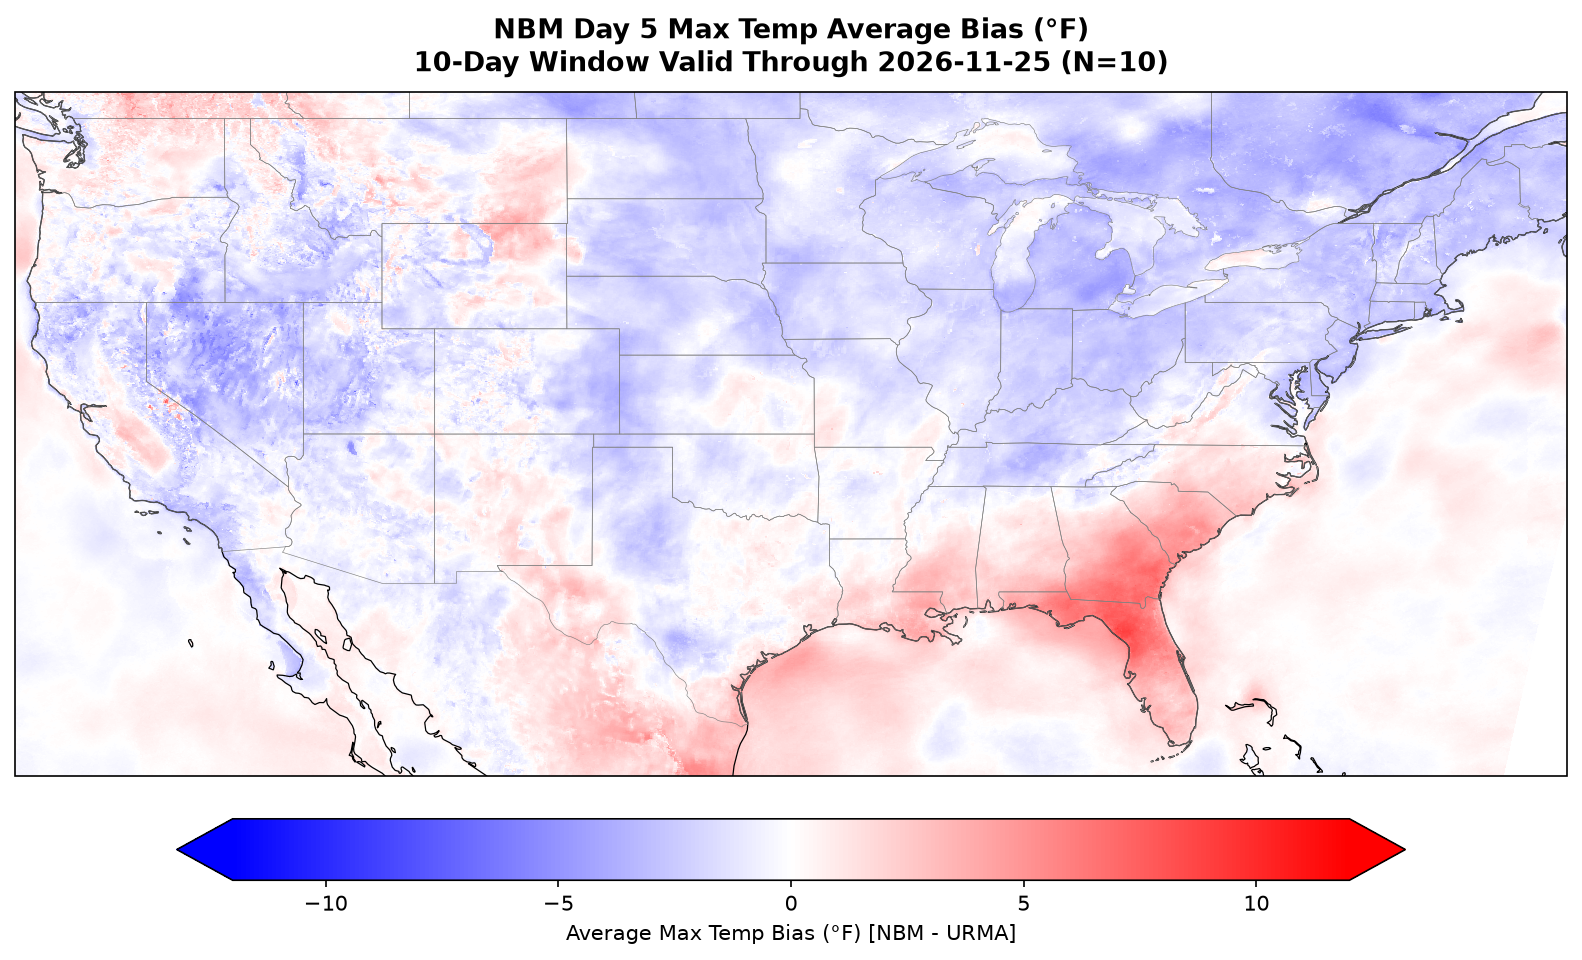 NBM Day 5 Max Temp Average Bias (°F)
10-Day Window Valid Through 2026-11-25 (N=10)
−10 −5 0 5 10
Average Max Temp Bias (°F) [NBM - URMA]